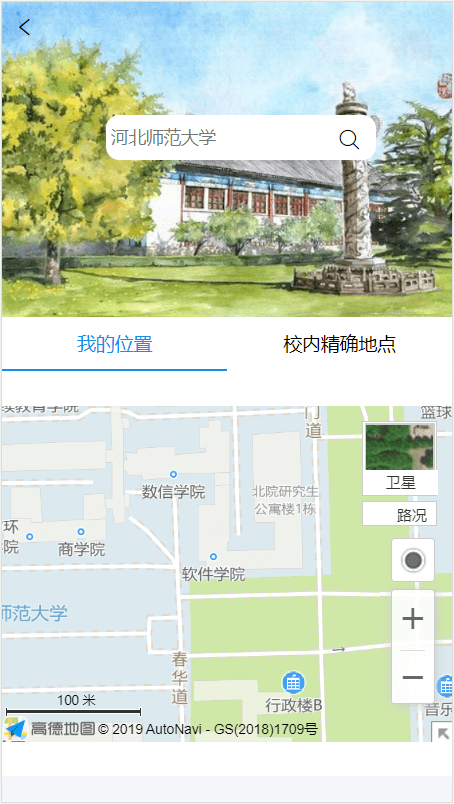 河北师范大学
我的位置
校内精确地点
续教育学院
门道
篮球
卫星
数信学院
北院研究生
公寓楼1栋
路况
环
院
商学院
软件学院
师范大学
春华道
行政楼B
音乐
100 米
高德地图 © 2019 AutoNavi - GS(2018)1709号